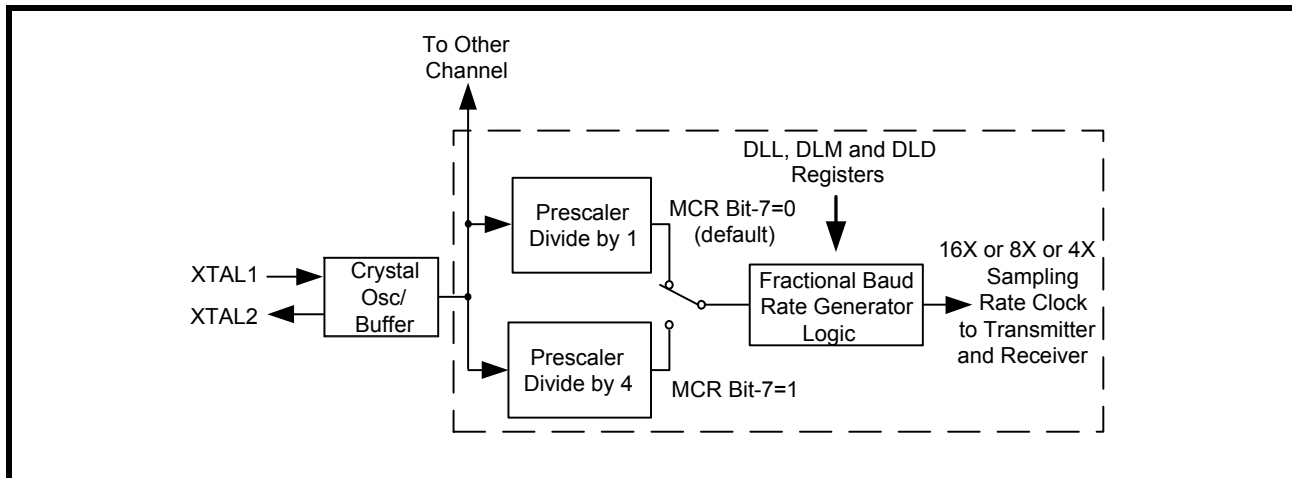 To Other
Channel
DLL, DLM and DLD
Registers
Prescaler
Divide by 1
MCR Bit-7=0
(default)
16X or 8X or 4X
Sampling
Rate Clock
to Transmitter
and Receiver
XTAL1
XTAL2
Crystal
Osc/
Buffer
Fractional Baud
Rate Generator
Logic
Prescaler
Divide by 4
MCR Bit-7=1